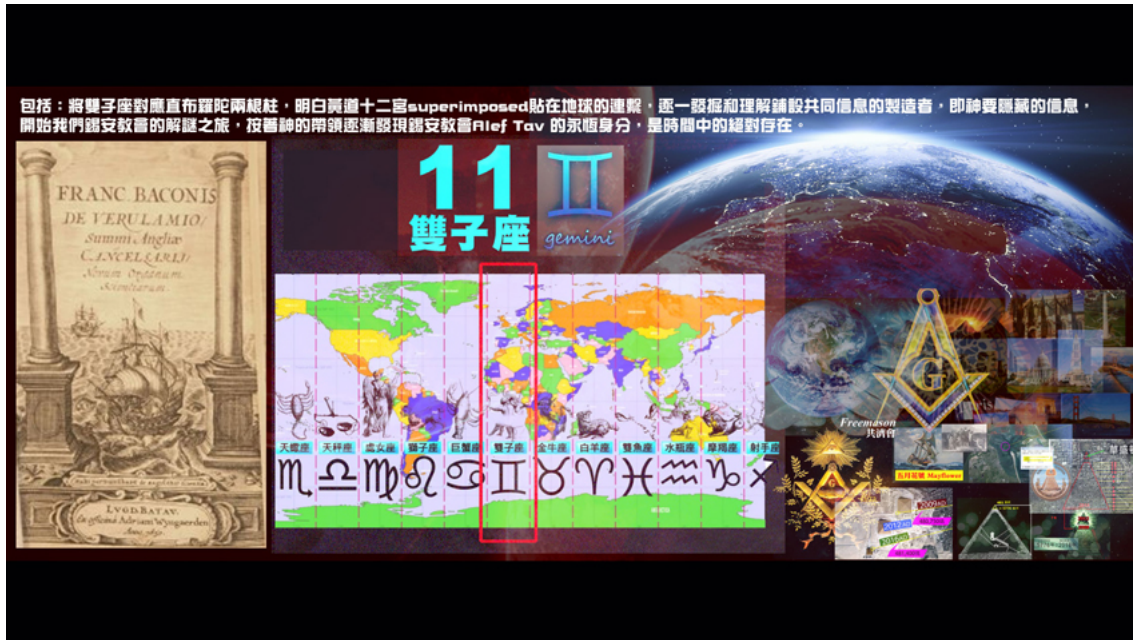 包括：將雙子座對應直布羅陀兩根柱，明白黃道十二宮superimposed貼在地球的連繫，逐一發掘和理解鋪設共同信息的製造者，即神要隱藏的信息，
開始我們錫安教會的解謎之旅，按著神的帶領逐漸發現錫安教會Alef Tav 的永恆身分，是時間中的絕對存在。
11
雙子座
gemini
FRANC. BACONIS
DE VERULAMIO/
Summi Angliæ
CANCELLARIJ/
Novum Organum
Scientiarum.
LVGD.BATAV.
Ex officina Adriani Wyngaerden
天蠍座 天秤座 處女座 獅子座 巨蟹座 雙子座 金牛座 白羊座 雙魚座 水瓶座 摩羯座 射手座
G
Freemason
共濟會
五月花號 Mayflower
2009AD
2012AD